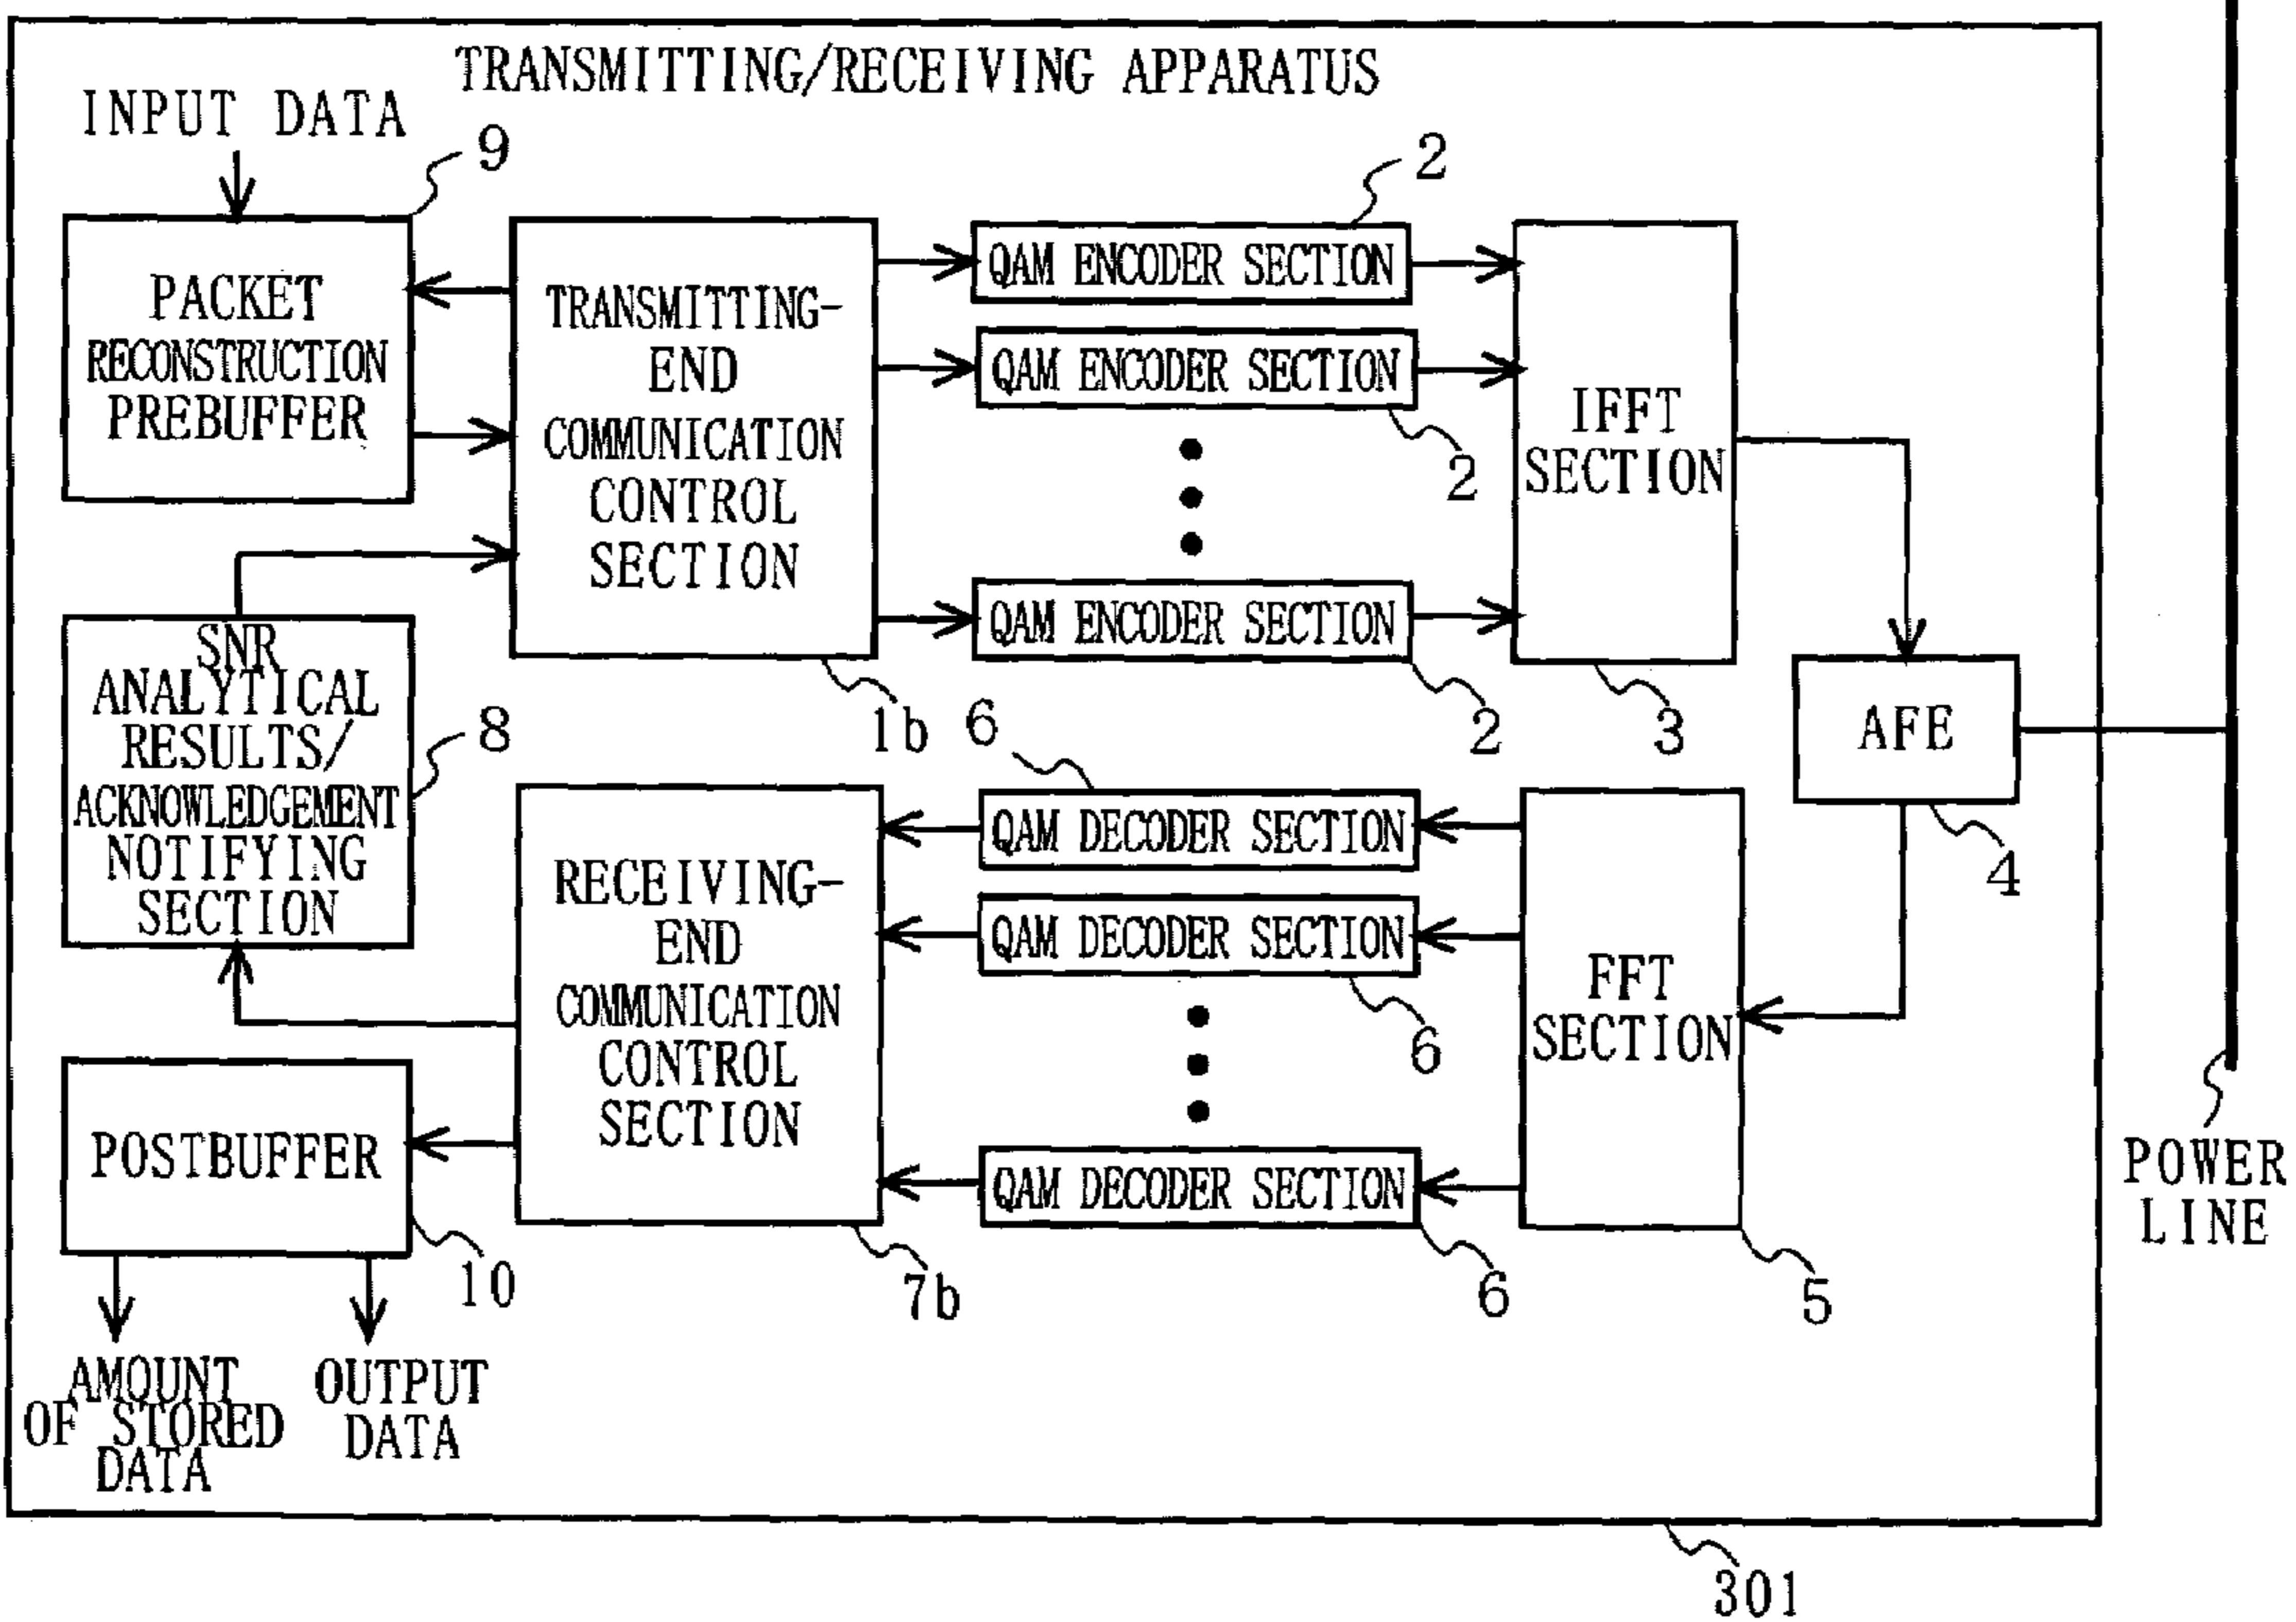 TRANSMITTING/RECEIVING APPARATUS
INPUT DATA
9
PACKET
RECONSTRUCTION
PREBUFFER
TRANSMITTING-
END
COMMUNICATION
CONTROL
SECTION
1b
2
QAM ENCODER SECTION
QAM ENCODER SECTION
2
QAM ENCODER SECTION
2
IFFT
SECTION
3
AFE
4
SNR
ANALYTICAL
RESULTS/
ACKNOWLEDGEMENT
NOTIFYING
SECTION
8
RECEIVING-
END
COMMUNICATION
CONTROL
SECTION
7b
6
QAM DECODER SECTION
QAM DECODER SECTION
6
QAM DECODER SECTION
6
FFT
SECTION
5
POSTBUFFER
10
AMOUNT
OF STORED
DATA
OUTPUT
DATA
POWER
LINE
301